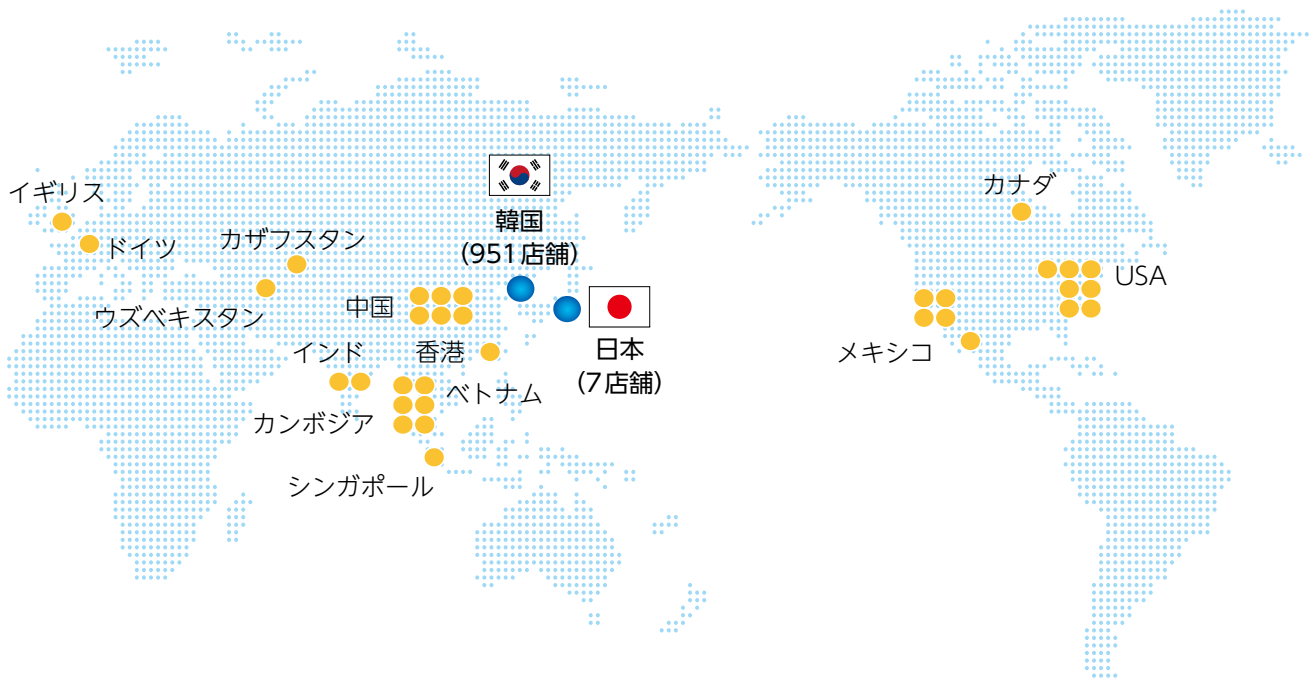 イギリス
ドイツ
カザフスタン
ウズベキスタン
韓国
(951店舗)
中国
日本
(7店舗)
インド
香港
ベトナム
カンボジア
シンガポール
カナダ
USA
メキシコ